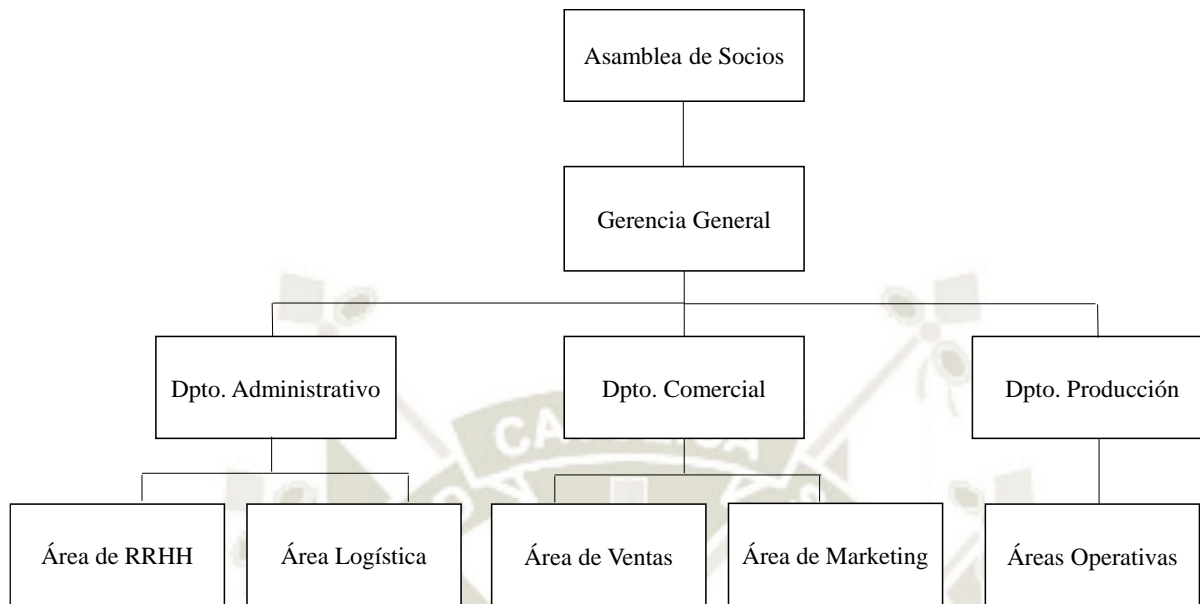 Asamblea de Socios
Gerencia General
Dpto. Administrativo
Dpto. Comercial
Dpto. Producción
Área de RRHH
Área Logística
Área de Ventas
Área de Marketing
Áreas Operativas